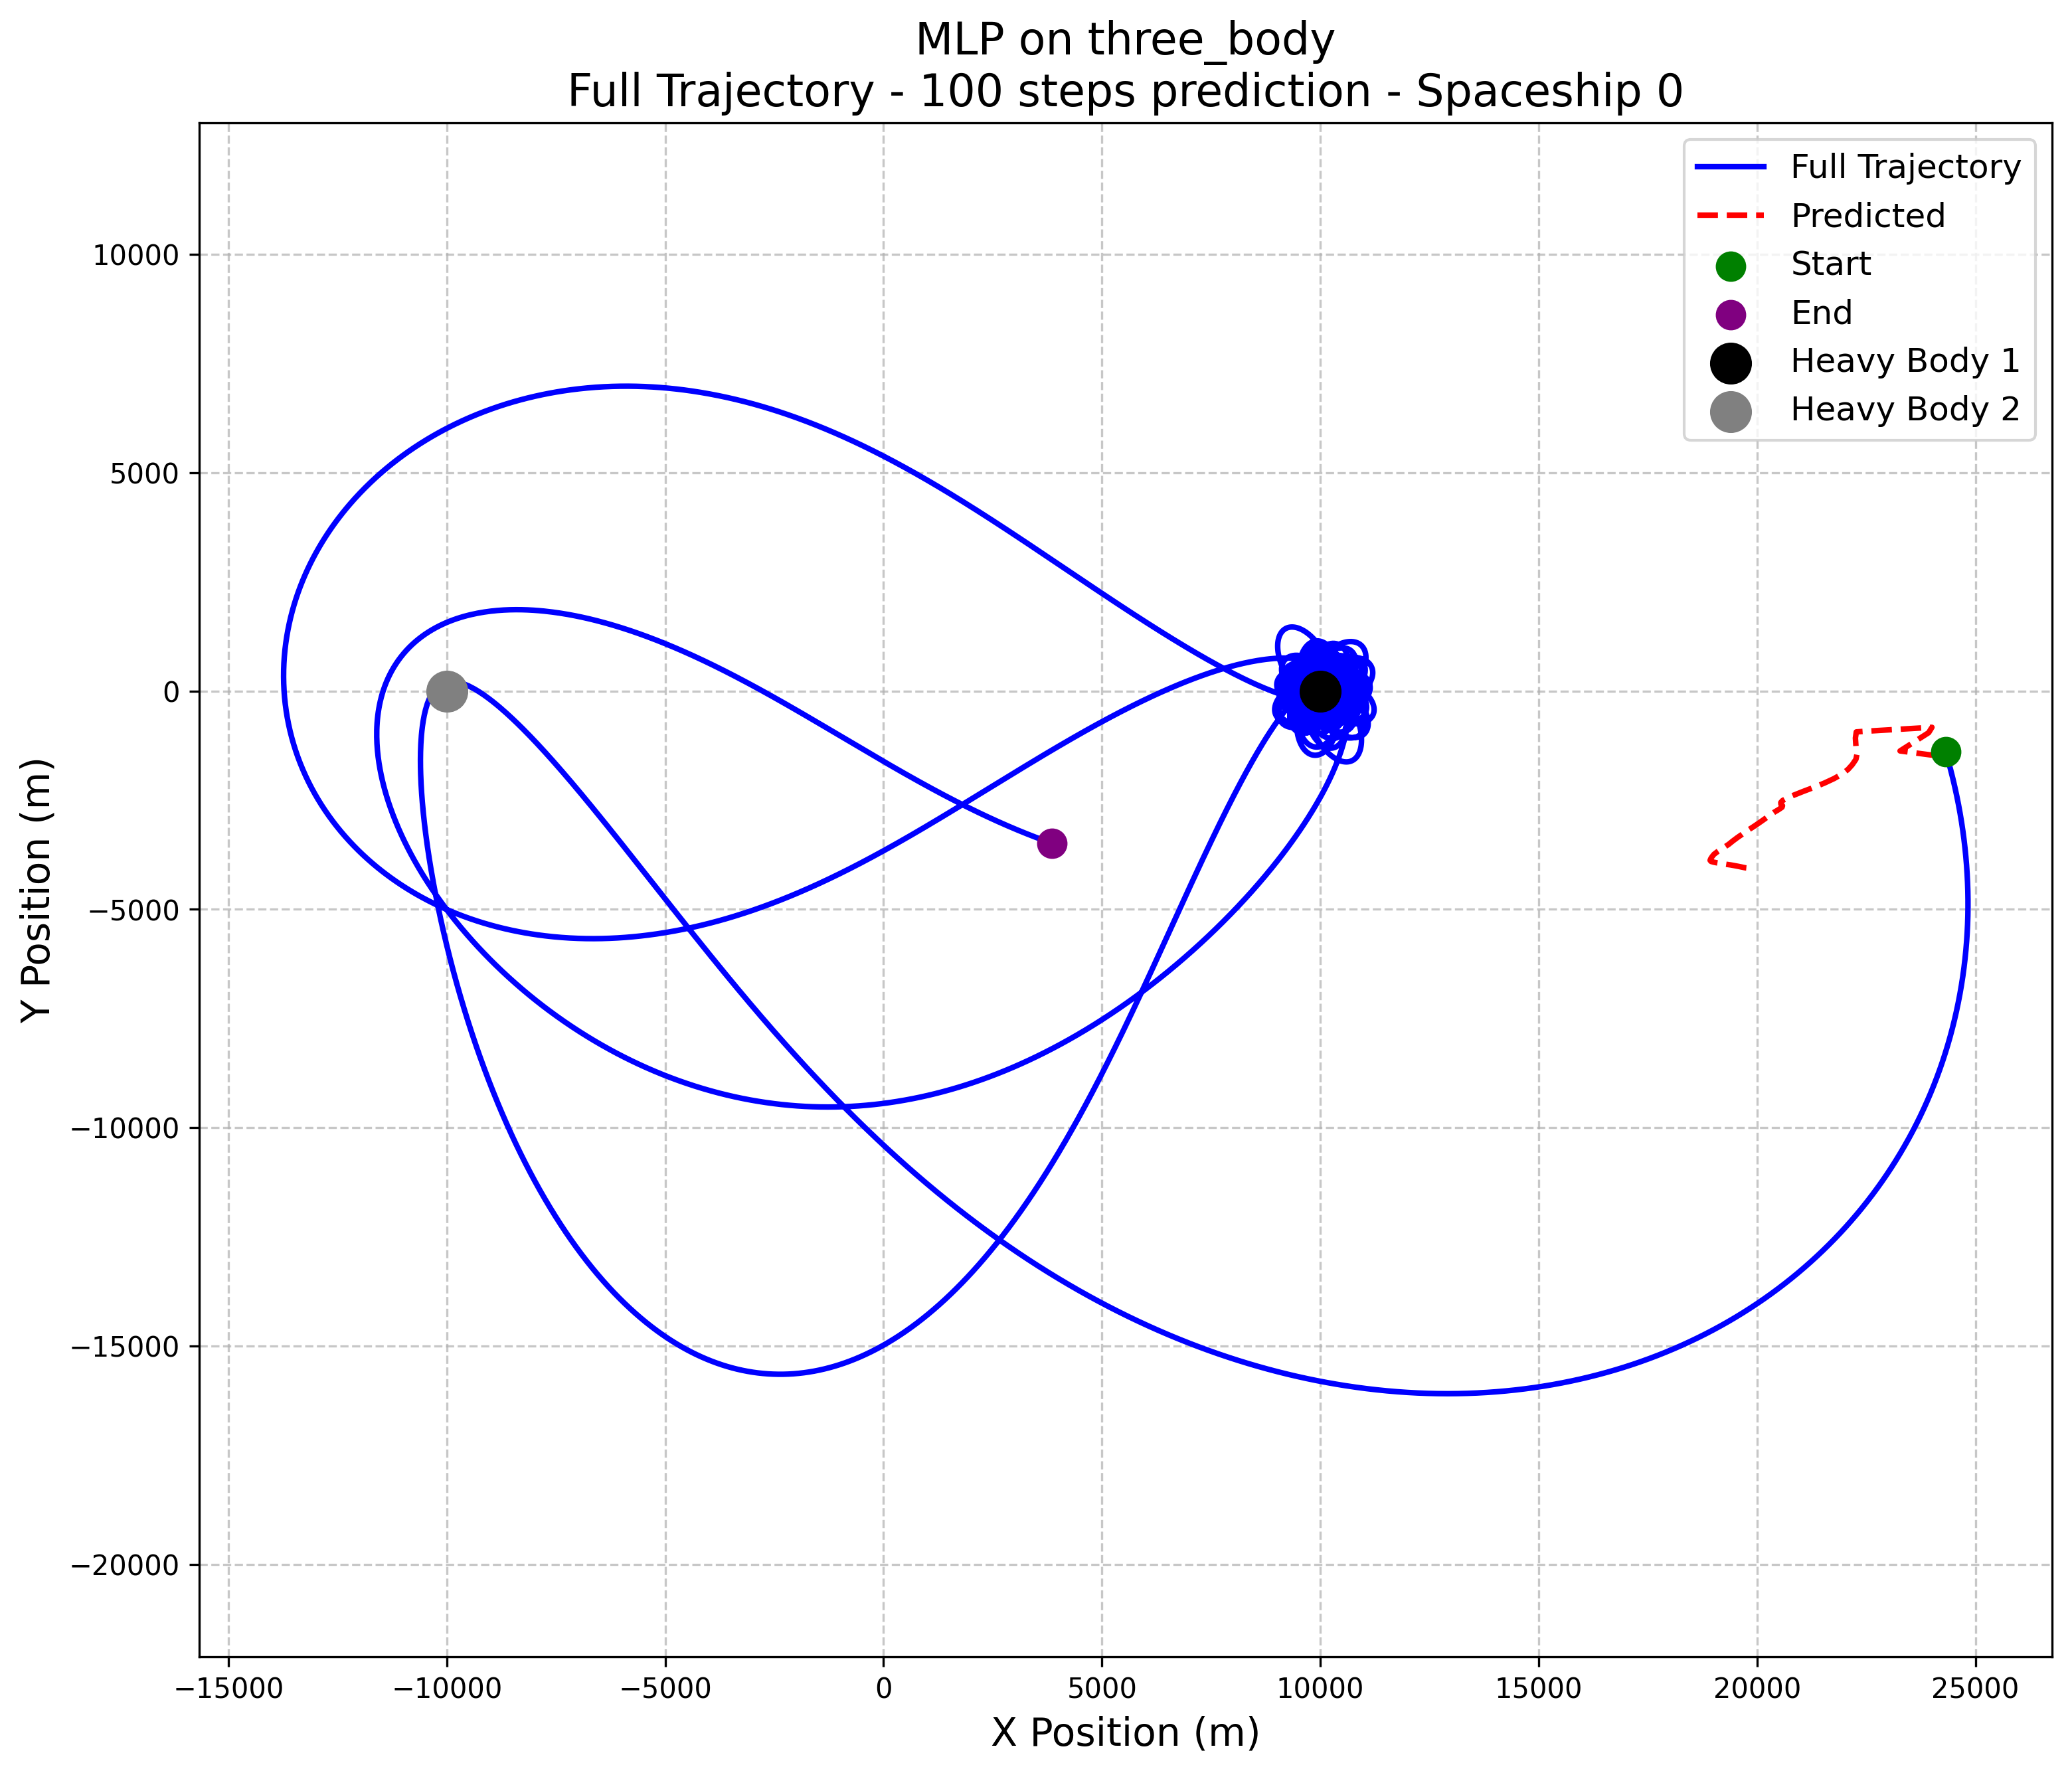 MLP on three_body
Full Trajectory - 100 steps prediction - Spaceship 0
Full Trajectory
Predicted
Start
End
Heavy Body 1
Heavy Body 2
10000
5000
0
−5000
−10000
−15000
−20000
Y Position (m)
−15000 −10000 −5000 0 5000 10000 15000 20000 25000
X Position (m)